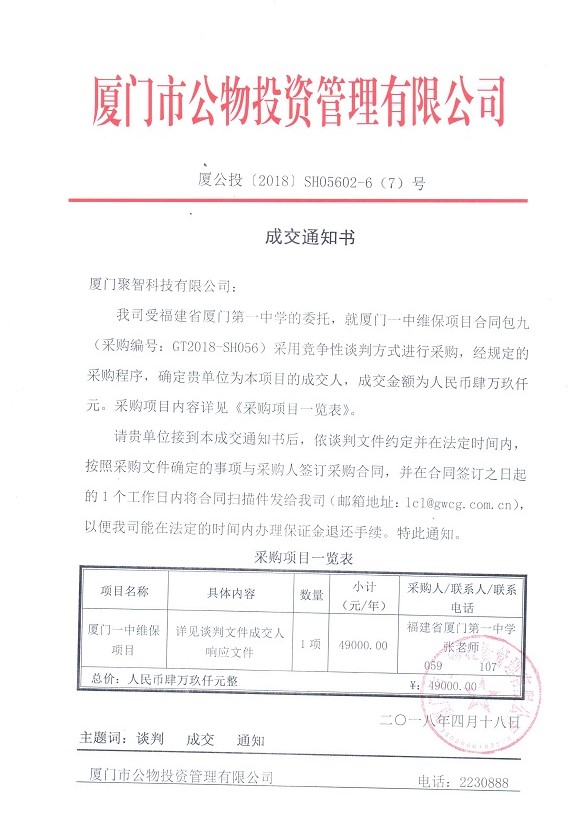 厦门市公物投资管理有限公司
厦公投〔2018〕SH05602-6（7）号
成交通知书
厦门聚智科技有限公司：
我司受福建省厦门第一中学的委托，就厦门一中维保项目合同包九
（采购编号：GT2018-SH056）采用竞争性谈判方式进行采购，经规定的
采购程序，确定贵单位为本项目的成交人，成交金额为人民币肆万玖仟
元。采购项目内容详见《采购项目一览表》。
请贵单位接到本成交通知书后，依谈判文件约定并在法定时间内，
按照采购文件确定的事项与采购人签订采购合同，并在合同签订之日起
的1个工作日内将合同扫描件发给我司（邮箱地址：lcl@gwcg.com.cn），
以便我司能在法定的时间内办理保证金退还手续。特此通知。
采购项目一览表
项目名称 具体内容 数量 小计（元/年） 采购人/联系人/联系电话
厦门一中维保项目 详见谈判文件成交人响应文件 1项 49000.00 福建省厦门第一中学 张老师 059 107
总价：人民币肆万玖仟元整 ¥：49000.00
二〇一八年四月十八日
主题词：谈判 成交 通知
厦门市公物投资管理有限公司 电话：2230888